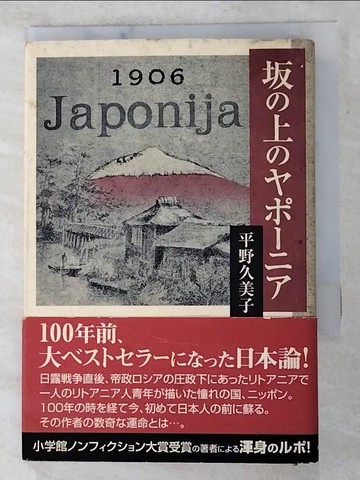 1906
Japonija
坂の上のヤポーニア
平野久美子
100年前、
大ベストセラーになった日本論!
日露戦争直後、帝政ロシアの圧政下にあったリトアニアで
一人のリトアニア人青年が描いた憧れの国、ニッポン。
100年の時を経て今、初めて日本人の前に蘇る。
その作者の数奇な運命とは…。
小学館ノンフィクション大賞受賞の著者による渾身のルポ!